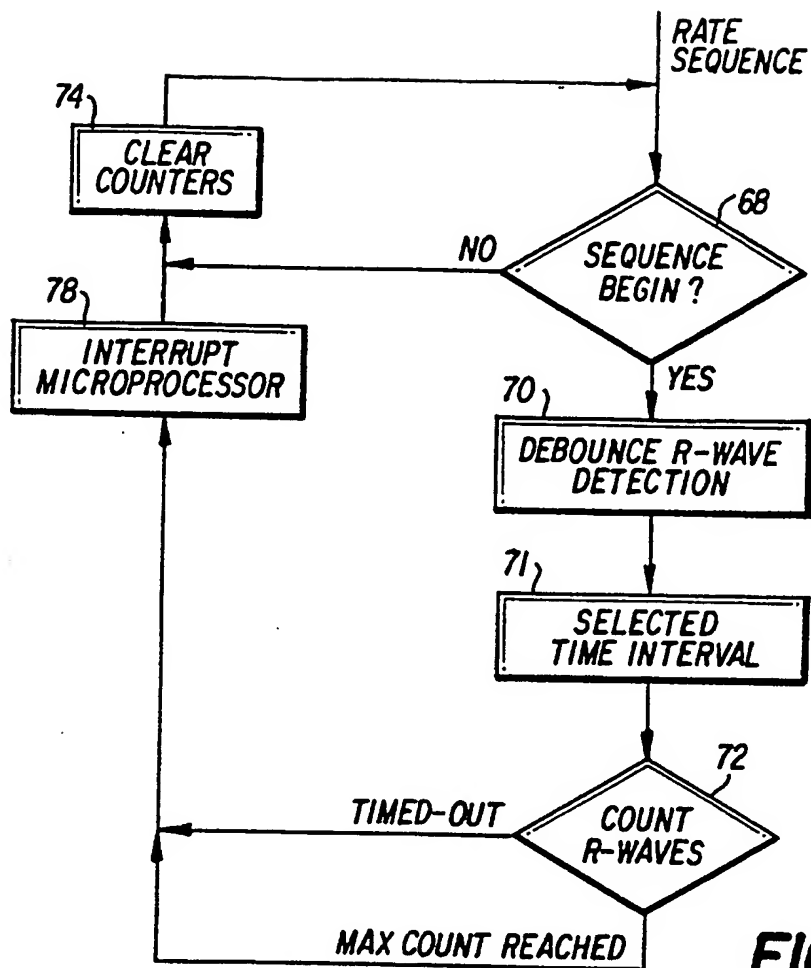 RATE
SEQUENCE
74
CLEAR
COUNTERS
68
SEQUENCE
BEGIN?
NO
YES
78
INTERRUPT
MICROPROCESSOR
70
DEBOUNCE R-WAVE
DETECTION
71
SELECTED
TIME INTERVAL
72
COUNT
R-WAVES
TIMED-OUT
MAX COUNT REACHED